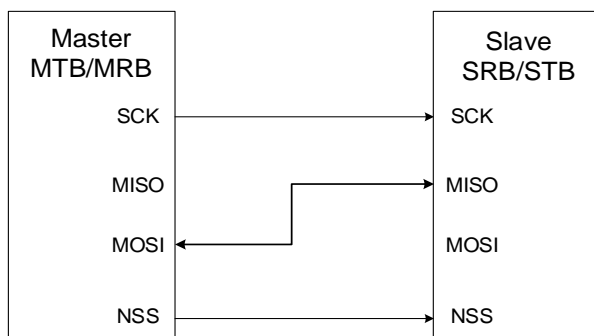 Master
MTB/MRB
SCK
MISO
MOSI
NSS
Slave
SRB/STB
SCK
MISO
MOSI
NSS